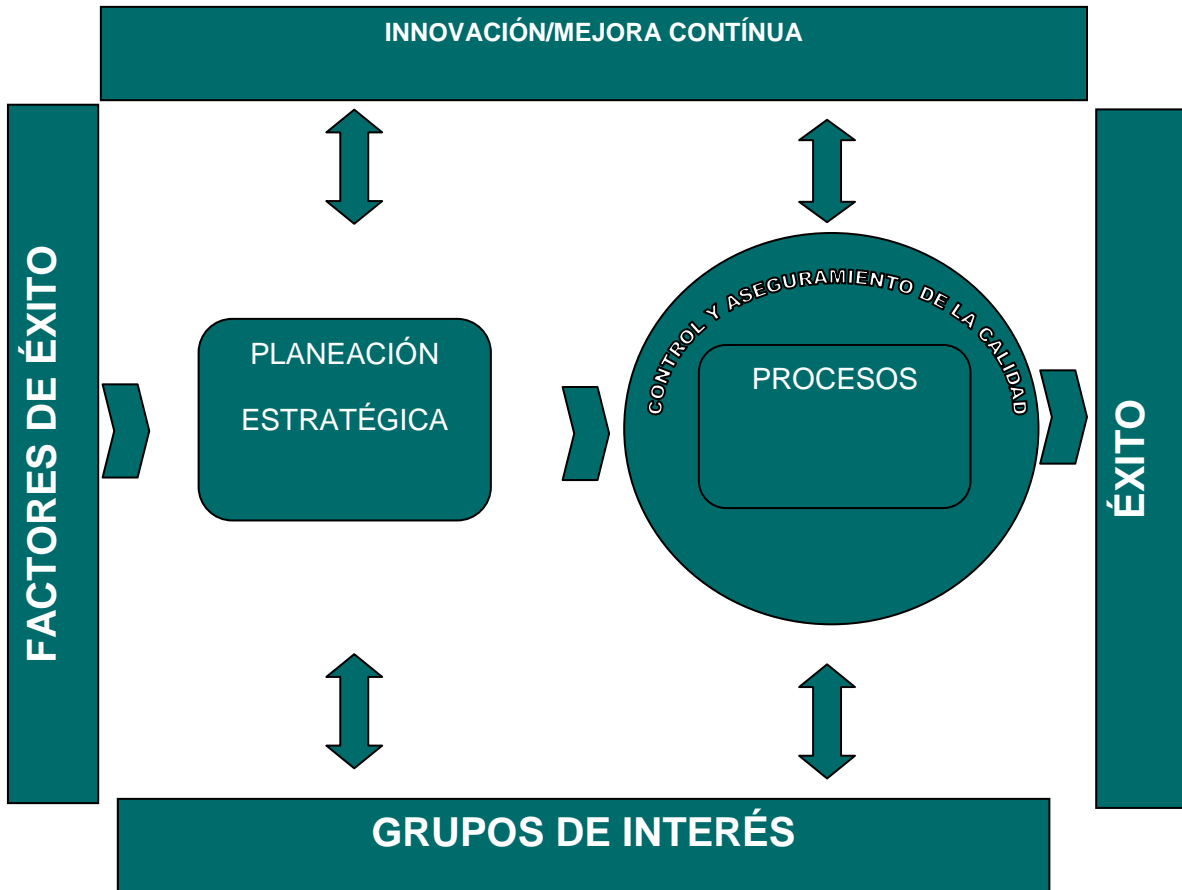 INNOVACIÓN/MEJORA CONTÍNUA
FACTORES DE ÉXITO
PLANEACIÓN
ESTRATÉGICA
CONTROL Y ASEGURAMIENTO DE LA CALIDAD
PROCESOS
ÉXITO
GRUPOS DE INTERÉS